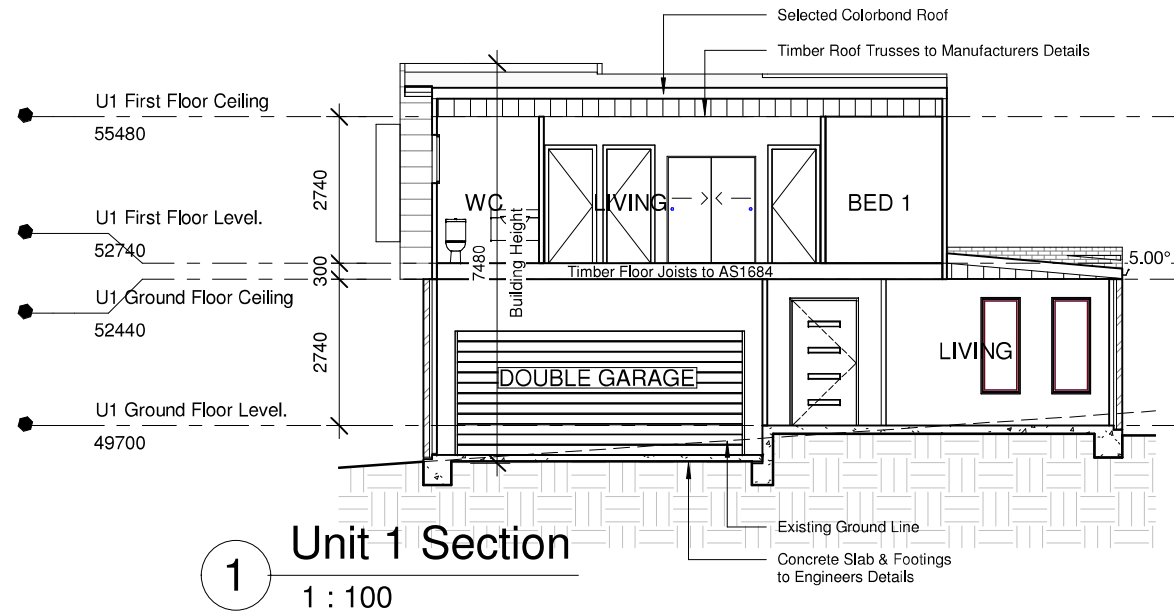 Selected Colorbond Roof
Timber Roof Trusses to Manufacturers Details
U1 First Floor Ceiling
55480
2740
WC
LIVING
BED 1
U1 First Floor Level.
52740
300
7480
Building Height
Timber Floor Joists to AS1684
5.00°
U1 Ground Floor Ceiling
52440
2740
LIVING
DOUBLE GARAGE
U1 Ground Floor Level.
49700
Existing Ground Line
Concrete Slab & Footings
to Engineers Details
1
Unit 1 Section
1 : 100